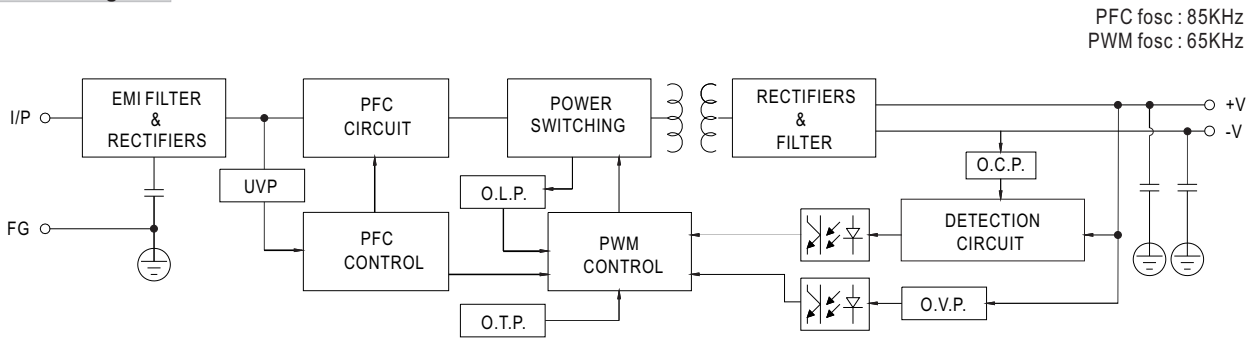 PFC fosc : 85KHz
PWM fosc : 65KHz
I/P
EMI FILTER
&
RECTIFIERS
PFC
CIRCUIT
POWER
SWITCHING
RECTIFIERS
&
FILTER
+V
-V
UVP
O.L.P.
O.C.P.
FG
PFC
CONTROL
PWM
CONTROL
DETECTION
CIRCUIT
O.T.P.
O.V.P.